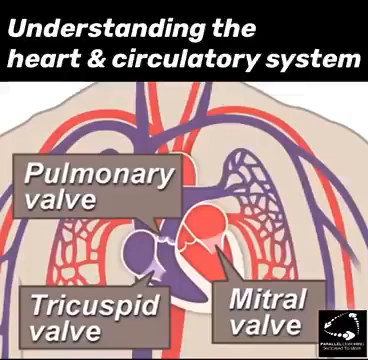 Understanding the
heart & circulatory system
Pulmonary
valve
Tricuspid
valve
Mitral
valve